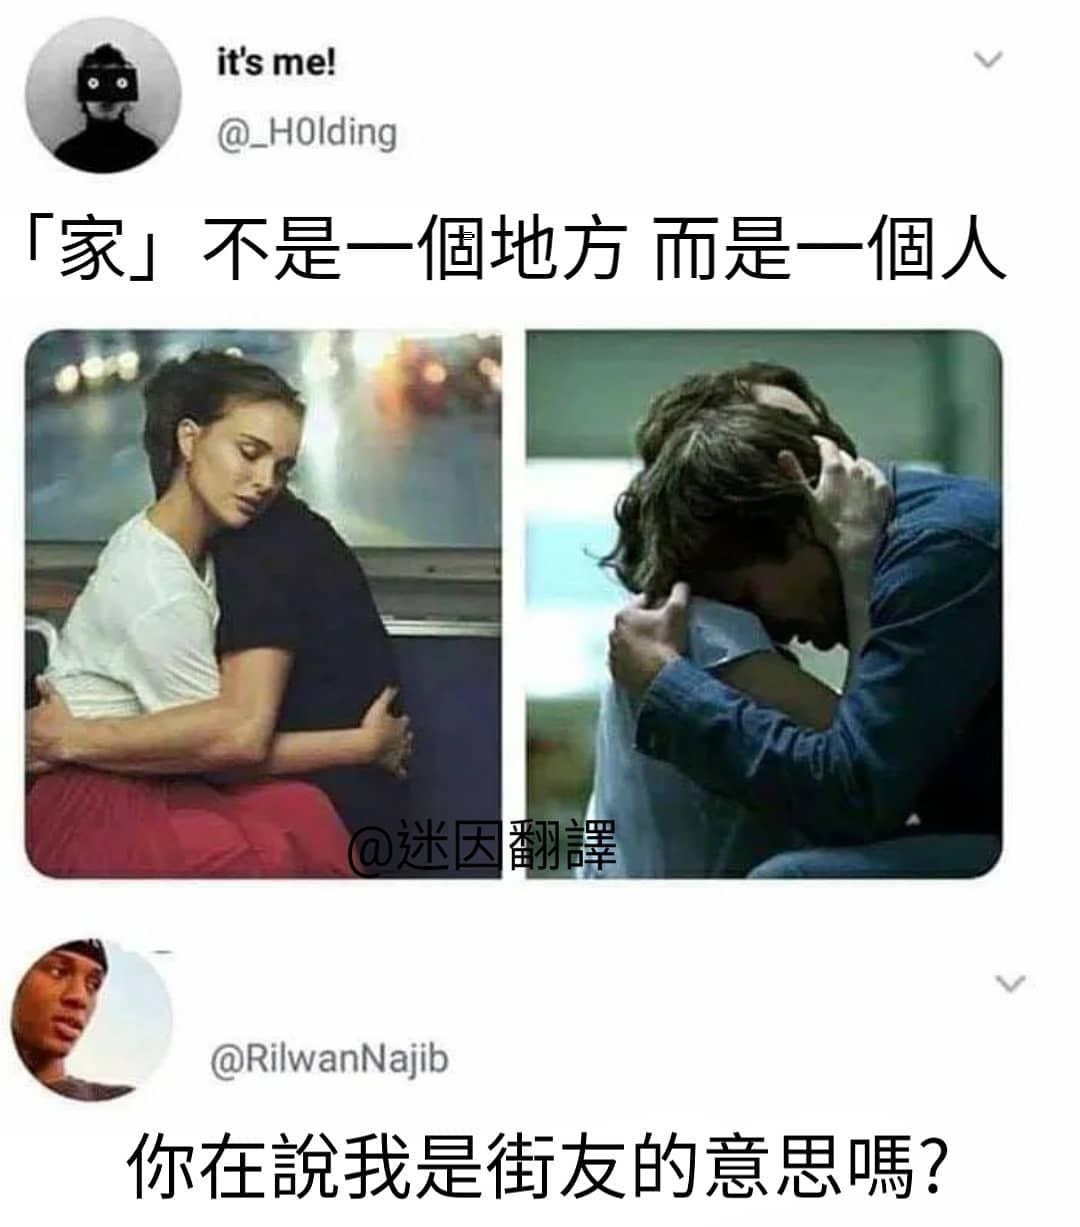 it's me!
@_H0lding
「家」不是一個地方 而是一個人
@迷因翻譯
@RilwanNajib
你在說我是街友的意思嗎?